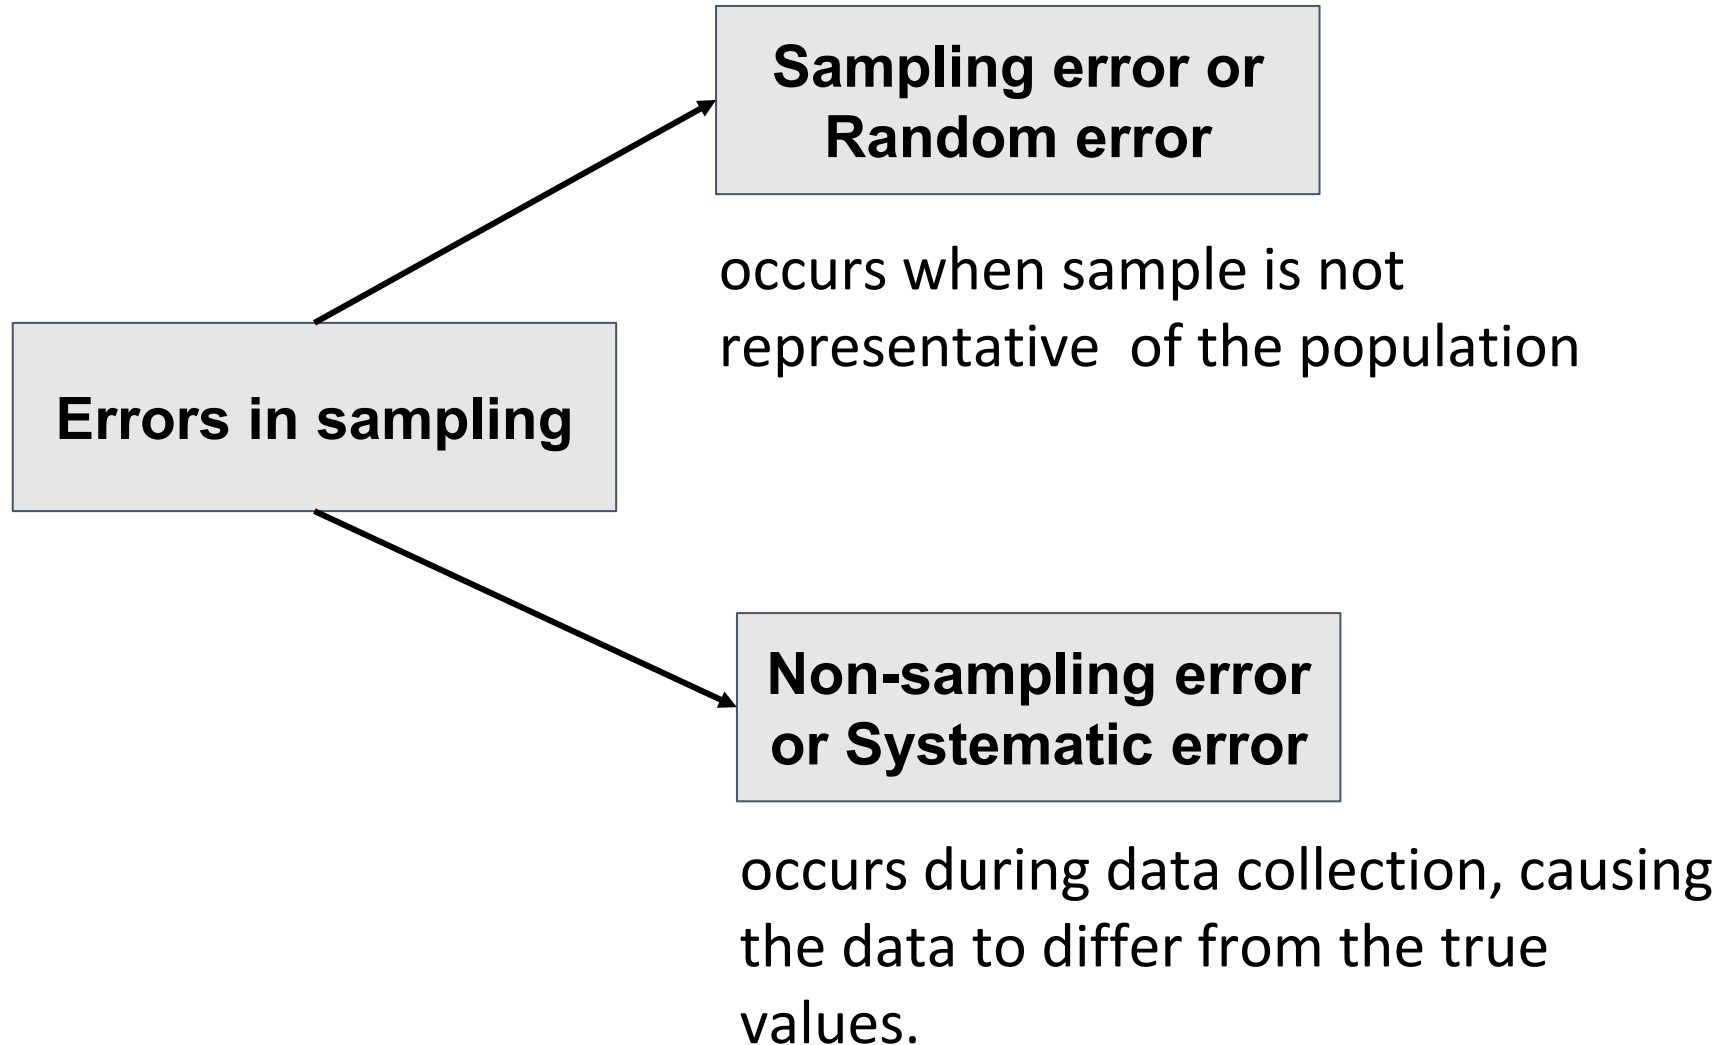 Sampling error or
Random error
occurs when sample is not
representative  of the population
Errors in sampling
Non-sampling error
or Systematic error
occurs during data collection, causing
the data to differ from the true
values.